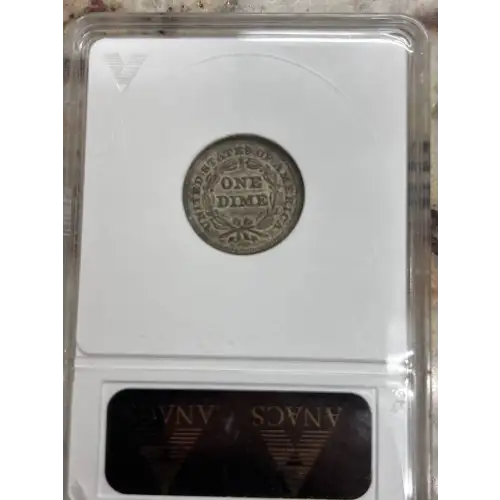 UNITED STATES OF AMERICA
ONE
DIME
ANACS ANACS